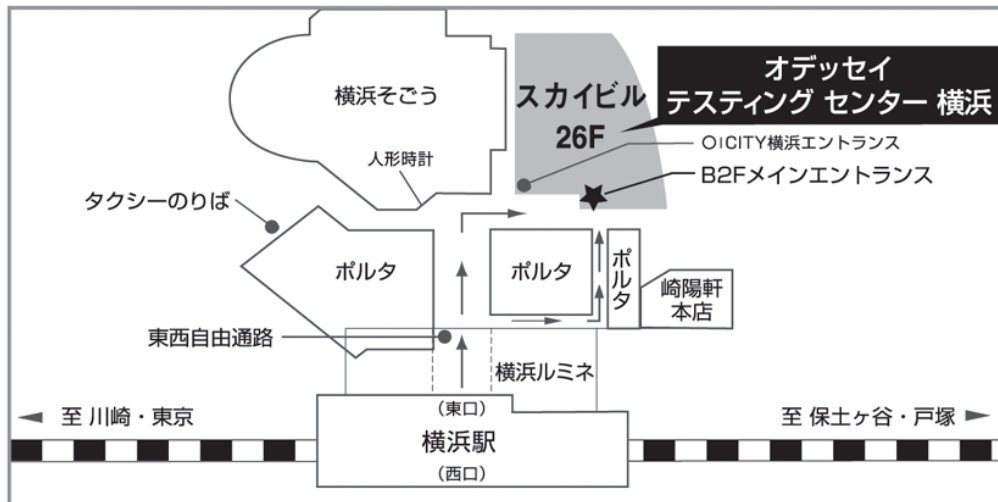 横浜そごう
スカイビル
26F
オデッセイ
テスティング センター 横浜
OICITY横浜エントランス
B2Fメインエントランス
人形時計
タクシーのりば
ポルタ
ポルタ
ポルタ
崎陽軒
本店
東西自由通路
横浜ルミネ
至 川崎・東京
(東口)
横浜駅
(西口)
至 保土ヶ谷・戸塚